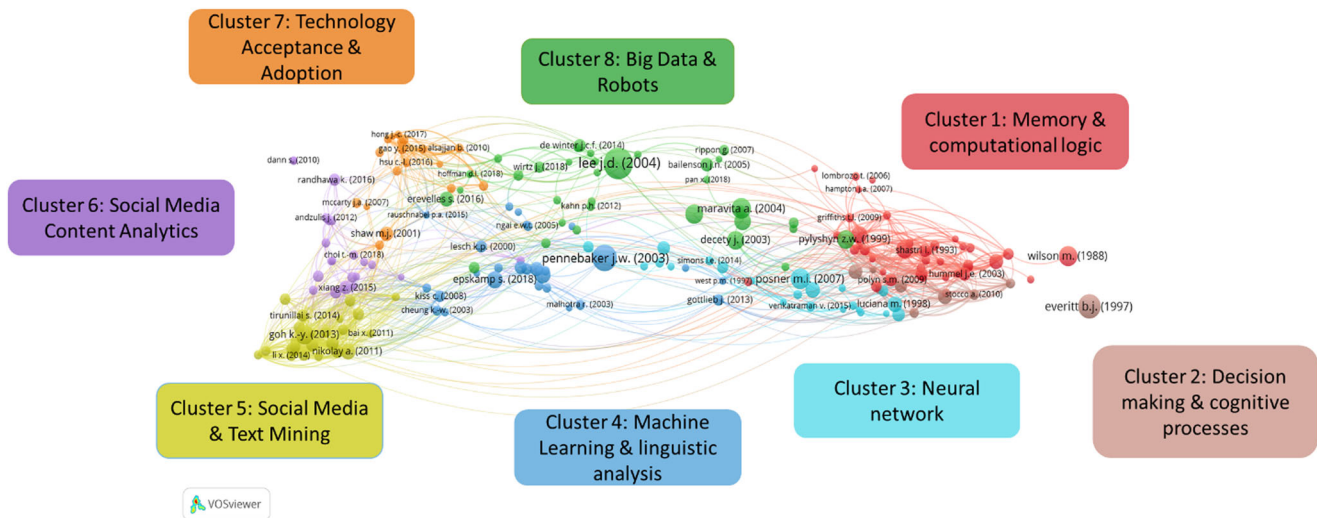 Cluster 7: Technology
Acceptance &
Adoption
Cluster 8: Big Data &
Robots
Cluster 1: Memory &
computational logic
Cluster 6: Social Media
Content Analytics
hong j.-c. (2017)
gao y. (2015)
alsajjan b. (2010)
hsu c.-l. (2016)
dann s. (2010)
randhawa k. (2016)
hoffman d.l. (2018)
mccarty j.a. (2007)
erevelles s. (2016)
rauschnabel p.a. (2015)
andzulis j. (2012)
shaw m.j. (2001)
choi t.-m. (2018)
xiang z. (2015)
de winter j.c.f. (2014)
lee j.d. (2004)
wirtz j. (2018)
rippon g. (2007)
bailenson j.n. (2005)
pan x. (2018)
kahn p.h. (2012)
ngai e.w.t. (2005)
maravita a. (2004)
decety j. (2003)
lesch k.p. (2000)
pennebaker j.w. (2003)
simons j.e. (2014)
epskamp s. (2018)
west p.m. (1997)
posner m.i. (2007)
kiss c. (2008)
cheung k.-w. (2003)
malhotra r. (2003)
gottlieb j. (2013)
venkatraman v. (2015)
luciana m. (1998)
lombrozo t. (2006)
hampton j.a. (2007)
griffiths t.l. (2009)
pylyshyn z.w. (1999)
shastri l. (1993)
hummel j.e. (2003)
polyn s.m. (2009)
stocco a. (2010)
wilson m. (1988)
everitt b.j. (1997)
tirunillai s. (2014)
goh k.-y. (2013)
bai x. (2011)
li x. (2014)
nikolay a. (2011)
Cluster 5: Social Media
& Text Mining
Cluster 4: Machine
Learning & linguistic
analysis
Cluster 3: Neural
network
Cluster 2: Decision
making & cognitive
processes
VOSviewer